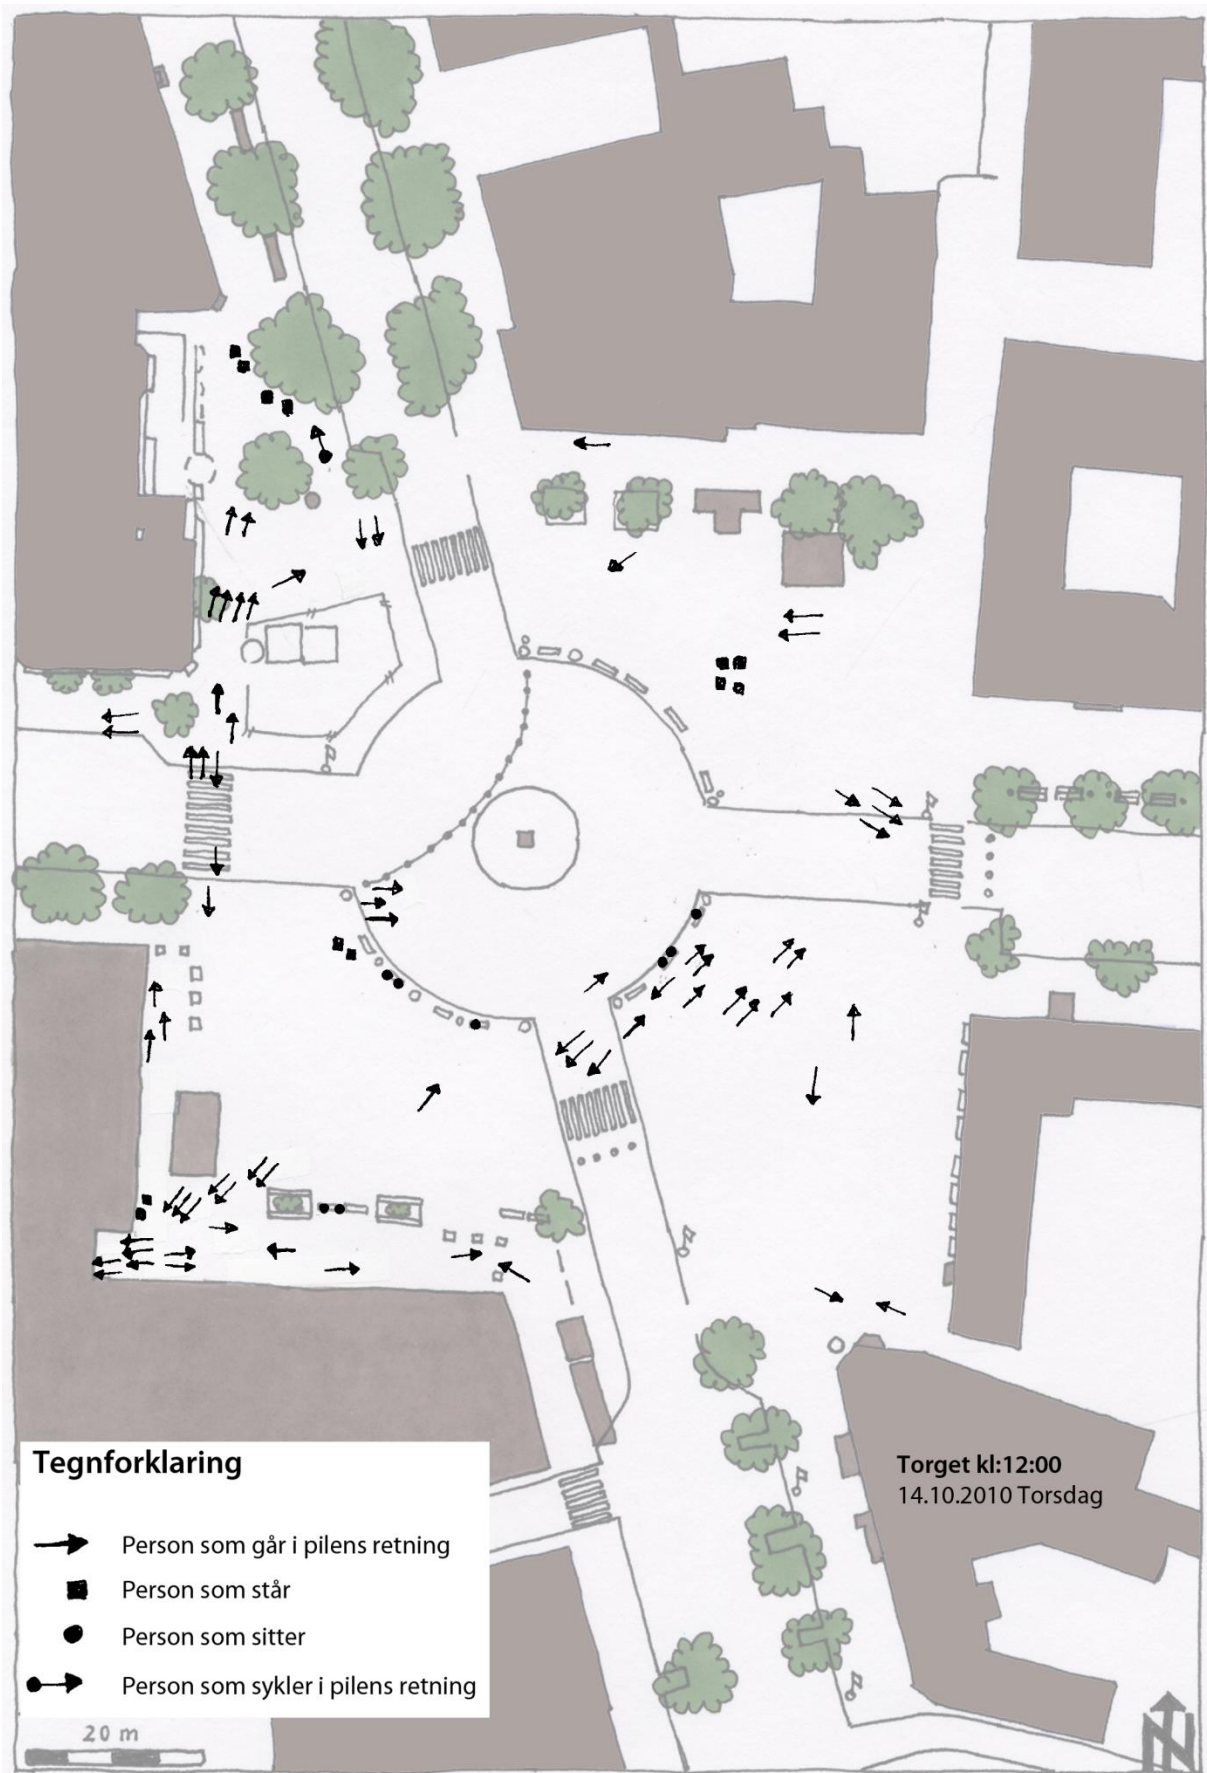 Tegnforklaring
Person som går i pilens retning
Person som står
Person som sitter
Person som sykler i pilens retning
20 m
Torget kl:12:00
14.10.2010 Torsdag
N